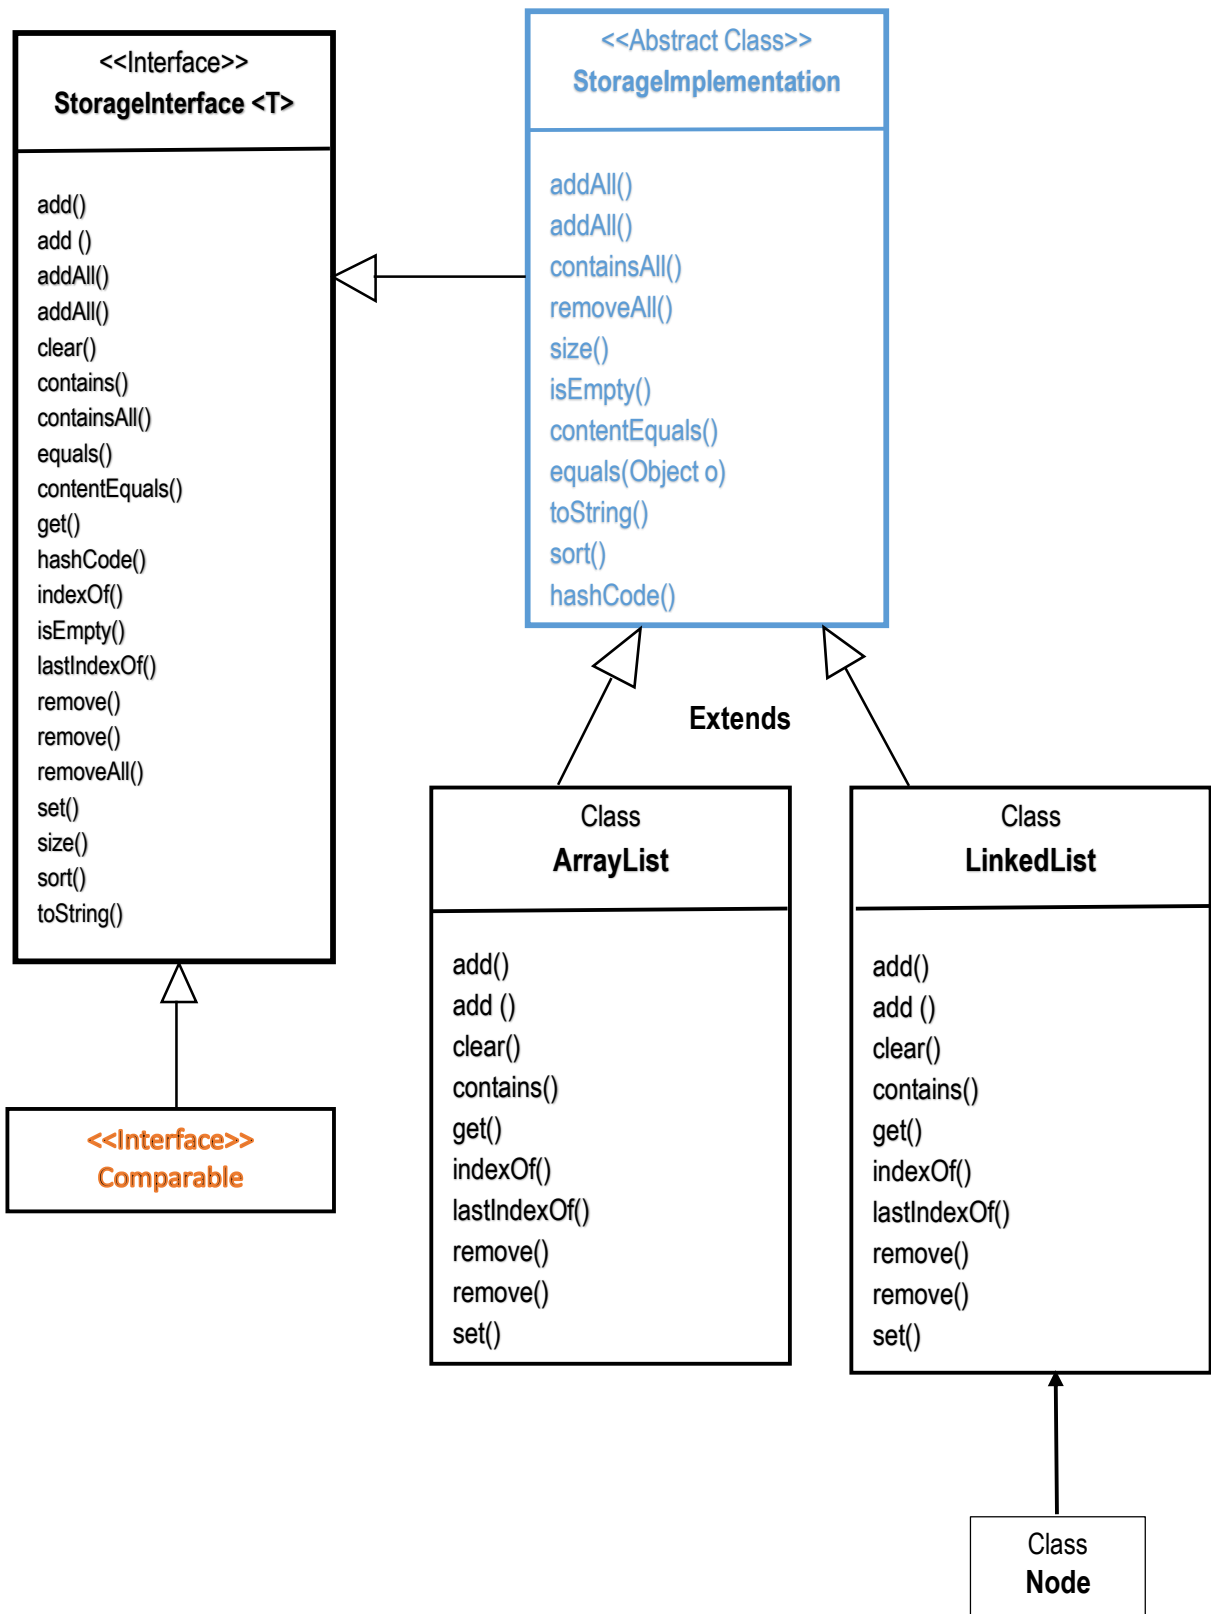 <<Interface>>
StorageInterface <T>
add()
add ()
addAll()
addAll()
clear()
contains()
containsAll()
equals()
contentEquals()
get()
hashCode()
indexOf()
isEmpty()
lastIndexOf()
remove()
remove()
removeAll()
set()
size()
sort()
toString()
<<Abstract Class>>
StorageImplementation
addAll()
addAll()
containsAll()
removeAll()
size()
isEmpty()
contentEquals()
equals(Object o)
toString()
sort()
hashCode()
Extends
<<Interface>>
Comparable
Class
ArrayList
add()
add ()
clear()
contains()
get()
indexOf()
lastIndexOf()
remove()
remove()
set()
Class
LinkedList
add()
add ()
clear()
contains()
get()
indexOf()
lastIndexOf()
remove()
remove()
set()
Class
Node